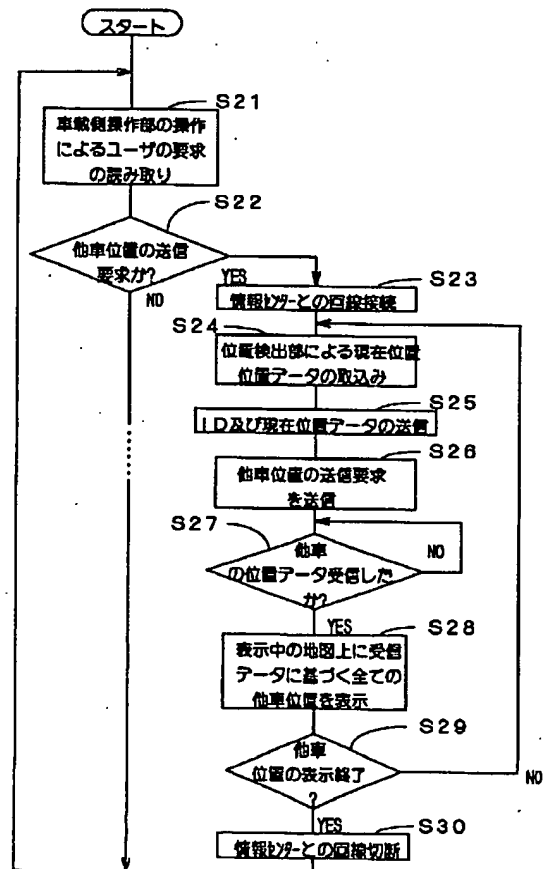 スタート
S21
車載側操作部の操作
によるユーザの要求
の読み取り
S22
他車位置の送信
要求か?
YES
NO
S23
情報センターとの回線接続
S24
位置検出部による現在位置
位置データの取込み
S25
ID及び現在位置データの送信
S26
他車位置の送信要求
を送信
S27
他車
の位置データ受信した
か?
NO
YES
S28
表示中の地図上に受信
データに基づく全ての
他車位置を表示
S29
他車
位置の表示終了
?
NO
YES
S30
情報センターとの回線切断